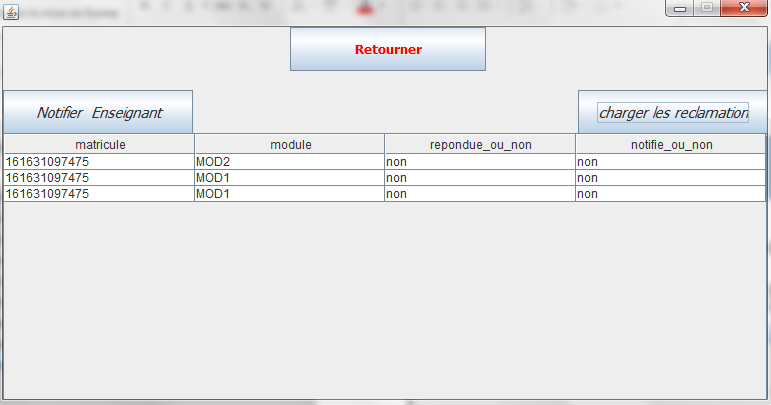 Retourner
Notifier Enseignant
charger les reclamation
matricule module repondue_ou_non notifie_ou_non
161631097475 MOD2 non non
161631097475 MOD1 non non
161631097475 MOD1 non non